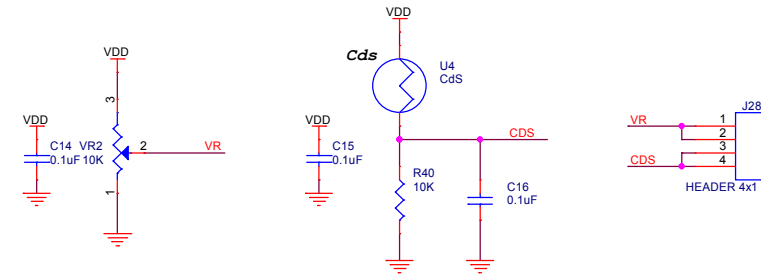 VDD
Cds
U4
CdS
VDD
J28
VDD
VDD
3
C14
VR2
0.1uF
10K
2
VR
1
C15
0.1uF
CDS
R40
10K
C16
0.1uF
VR
1
2
3
CDS
4
HEADER 4x1